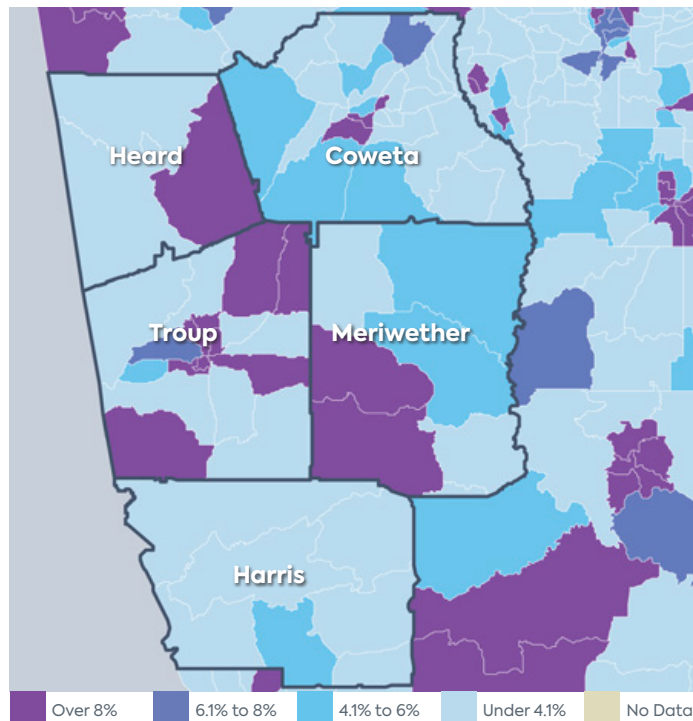 Heard
Coweta
Troup
Meriwether
Harris
Over 8%
6.1% to 8%
4.1% to 6%
Under 4.1%
No Data